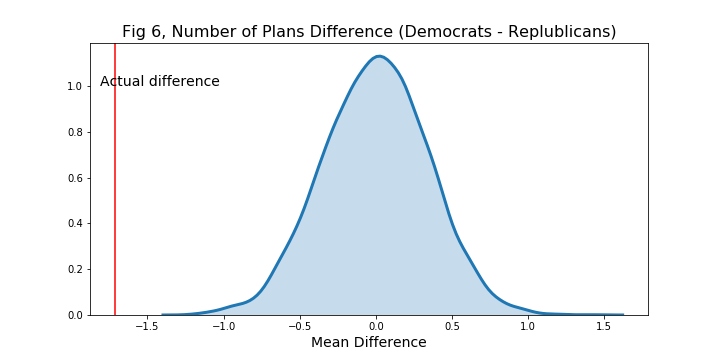 Fig 6, Number of Plans Difference (Democrats - Replublicans)
Actual difference
1.0
0.8
0.6
0.4
0.2
0.0
−1.5 −1.0 −0.5 0.0 0.5 1.0 1.5
Mean Difference